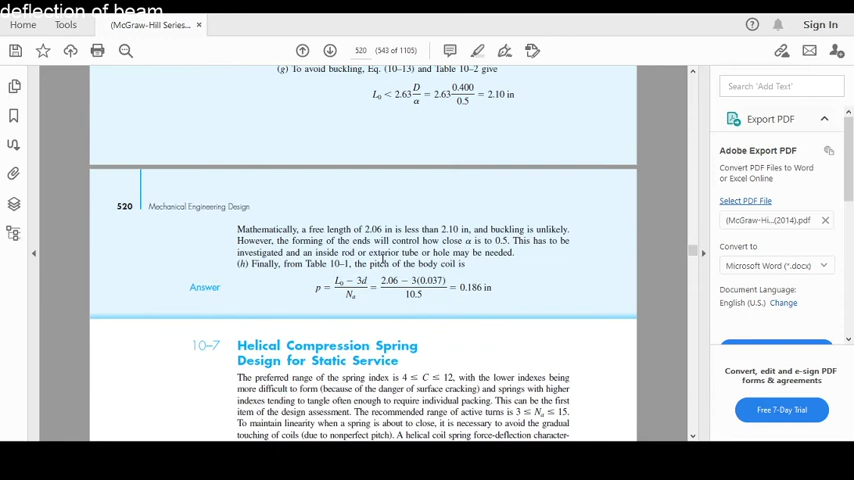 deflection of beam
Home Tools (McGraw-Hill Series... × Sign In
520 (543 of 1105)
(g) To avoid buckling, Eq. (10–13) and Table 10–2 give
L0 < 2.63 D/α = 2.63 0.400/0.5 = 2.10 in
520 Mechanical Engineering Design
Mathematically, a free length of 2.06 in is less than 2.10 in, and buckling is unlikely.
However, the forming of the ends will control how close α is to 0.5. This has to be
investigated and an inside rod or exterior tube or hole may be needed.
(h) Finally, from Table 10–1, the pitch of the body coil is
Answer p = L0 − 3d/Na = 2.06 − 3(0.037)/10.5 = 0.186 in
10–7 Helical Compression Spring
Design for Static Service
The preferred range of the spring index is 4 ≤ C ≤ 12, with the lower indexes being
more difficult to form (because of the danger of surface cracking) and springs with higher
indexes tending to tangle often enough to require individual packing. This can be the first
item of the design assessment. The recommended range of active turns is 3 ≤ Na ≤ 15.
To maintain linearity when a spring is about to close, it is necessary to avoid the gradual
touching of coils (due to nonperfect pitch). A helical coil spring force-deflection character-
Search 'Add Text'
Export PDF
Adobe Export PDF
Convert PDF Files to Word
or Excel Online
Select PDF File
(McGraw-Hi...(2014).pdf ×
Convert to
Microsoft Word (*.docx)
Document Language:
English (U.S.) Change
Convert, edit and e-sign PDF
forms & agreements
Free 7-Day Trial